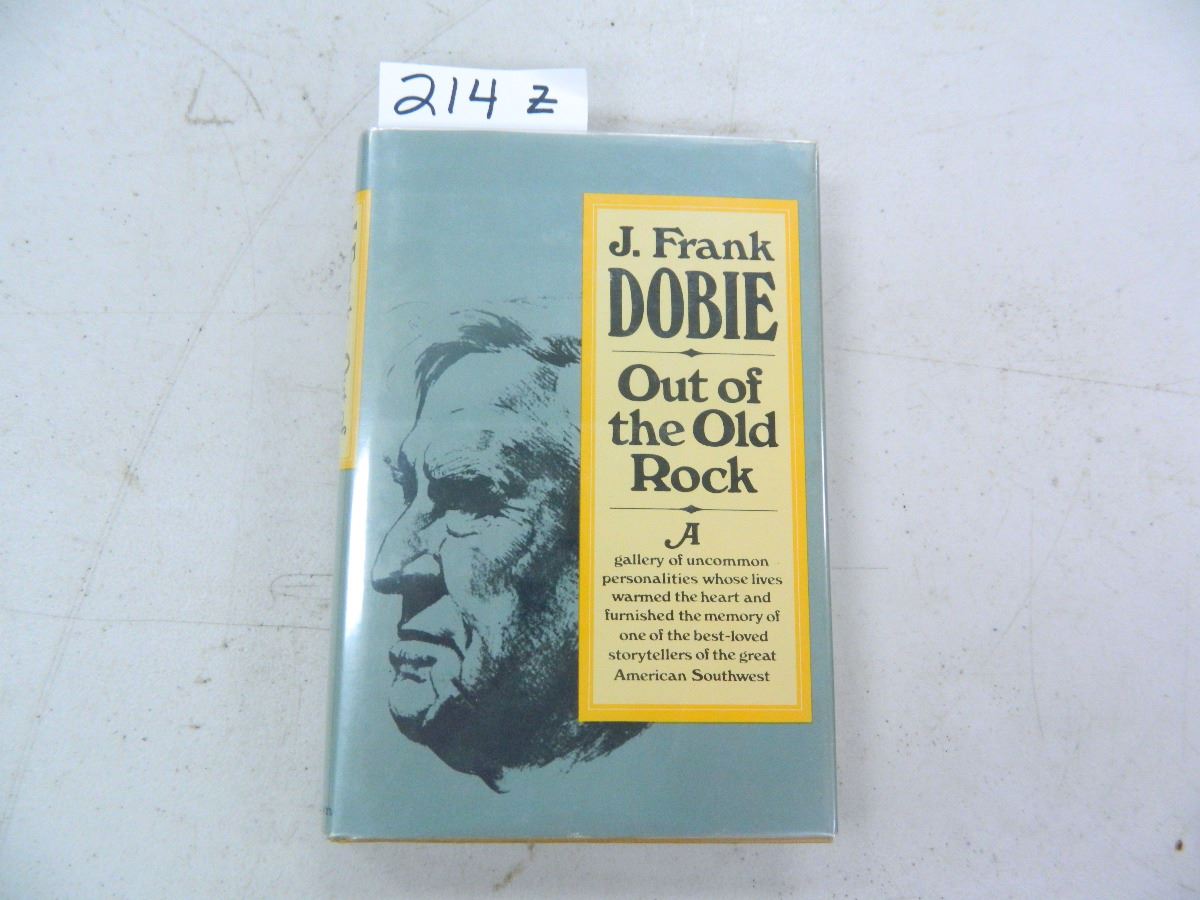 214 z
J. Frank
DOBIE
Out of
the Old
Rock
A
gallery of uncommon
personalities whose lives
warmed the heart and
furnished the memory of
one of the best-loved
storytellers of the great
American Southwest